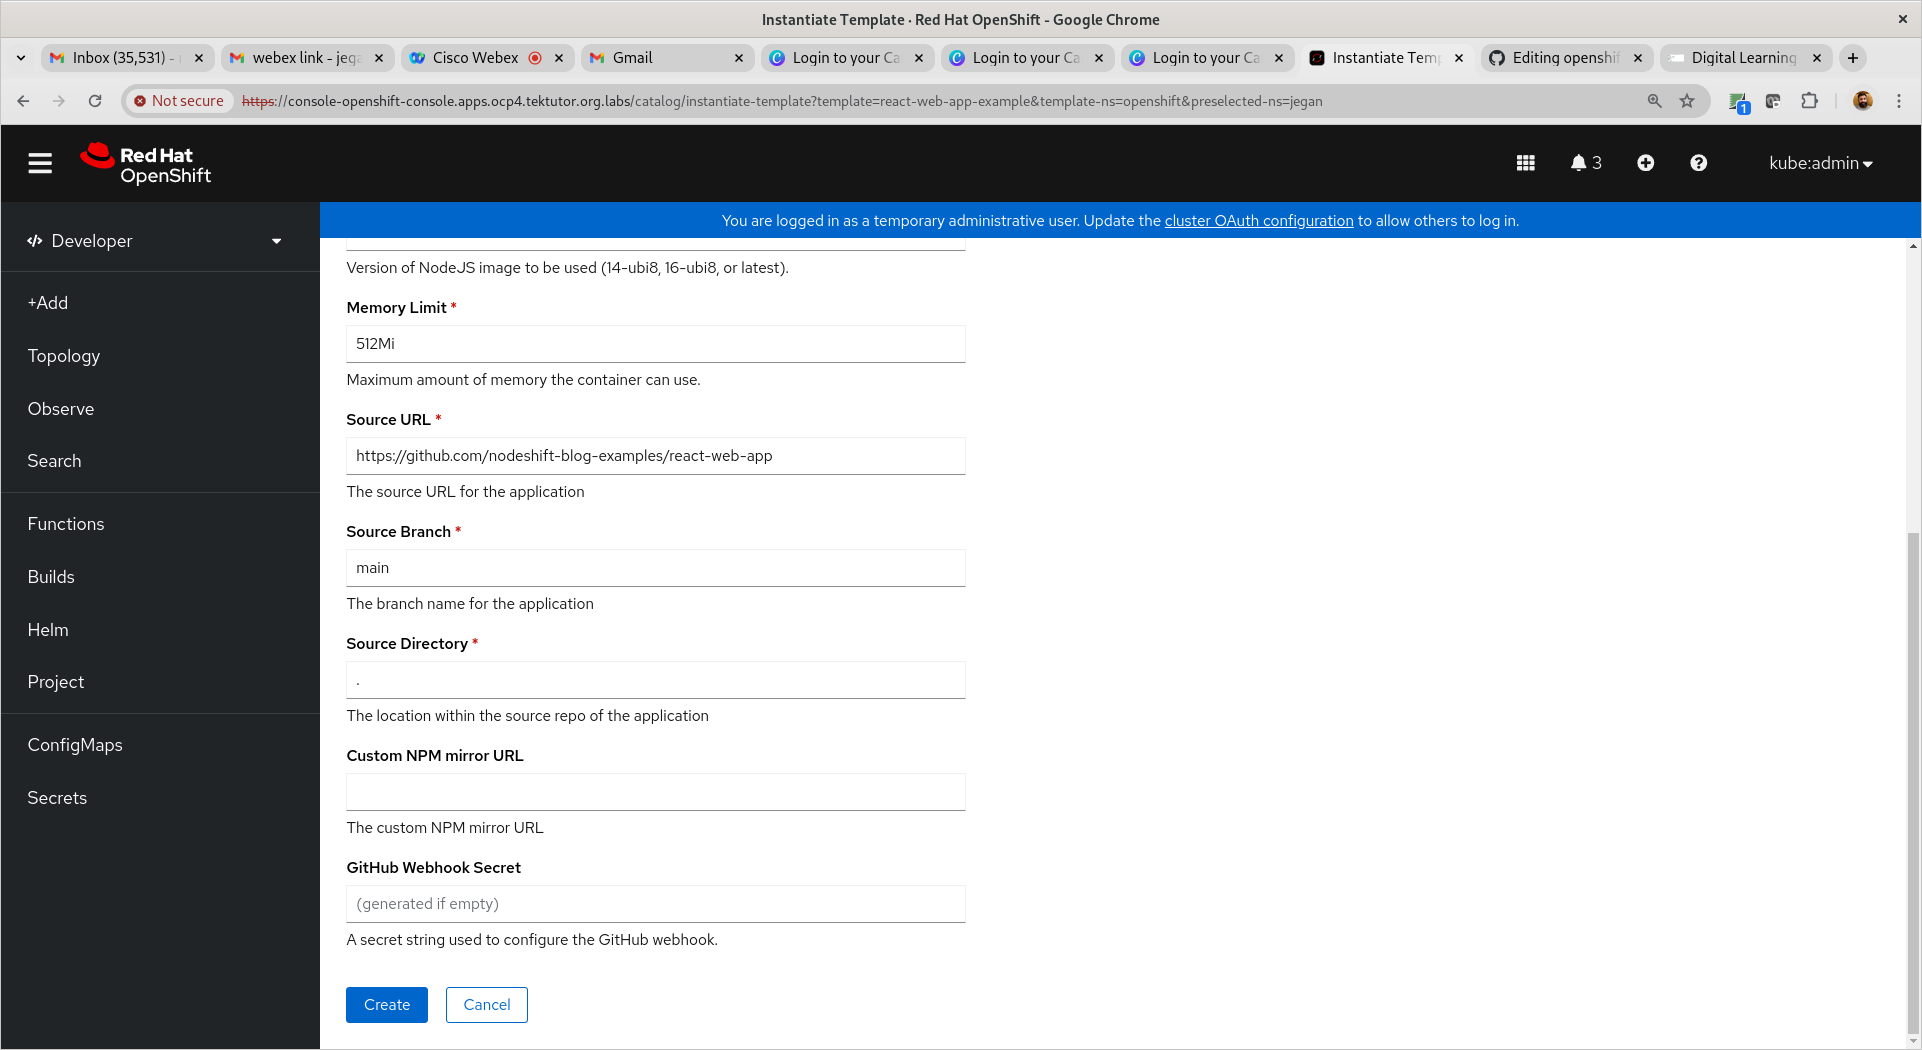 Instantiate Template · Red Hat OpenShift - Google Chrome
Inbox (35,531) -
webex link - jega
Cisco Webex
Gmail
Login to your Ca
Login to your Ca
Login to your Ca
Instantiate Temp
Editing openshif
Digital Learning
Not secure
https://console-openshift-console.apps.ocp4.tektutor.org.labs/catalog/instantiate-template?template=react-web-app-example&template-ns=openshift&preselected-ns=jegan
1
Red Hat
OpenShift
3
kube:admin
You are logged in as a temporary administrative user. Update the cluster OAuth configuration to allow others to log in.
Developer
+Add
Topology
Observe
Search
Functions
Builds
Helm
Project
ConfigMaps
Secrets
Version of NodeJS image to be used (14-ubi8, 16-ubi8, or latest).
Memory Limit *
512Mi
Maximum amount of memory the container can use.
Source URL *
https://github.com/nodeshift-blog-examples/react-web-app
The source URL for the application
Source Branch *
main
The branch name for the application
Source Directory *
.
The location within the source repo of the application
Custom NPM mirror URL
The custom NPM mirror URL
GitHub Webhook Secret
(generated if empty)
A secret string used to configure the GitHub webhook.
Create
Cancel